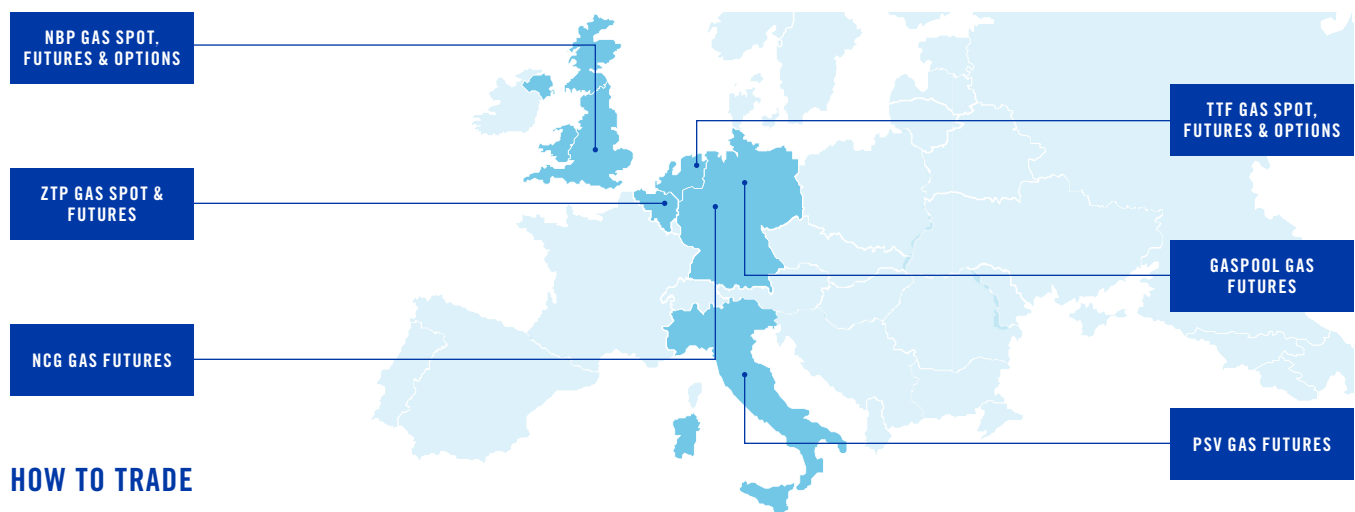 NBP GAS SPOT,
FUTURES & OPTIONS
TTF GAS SPOT,
FUTURES & OPTIONS
ZTP GAS SPOT &
FUTURES
GASPOOL GAS
FUTURES
NCG GAS FUTURES
PSV GAS FUTURES
HOW TO TRADE